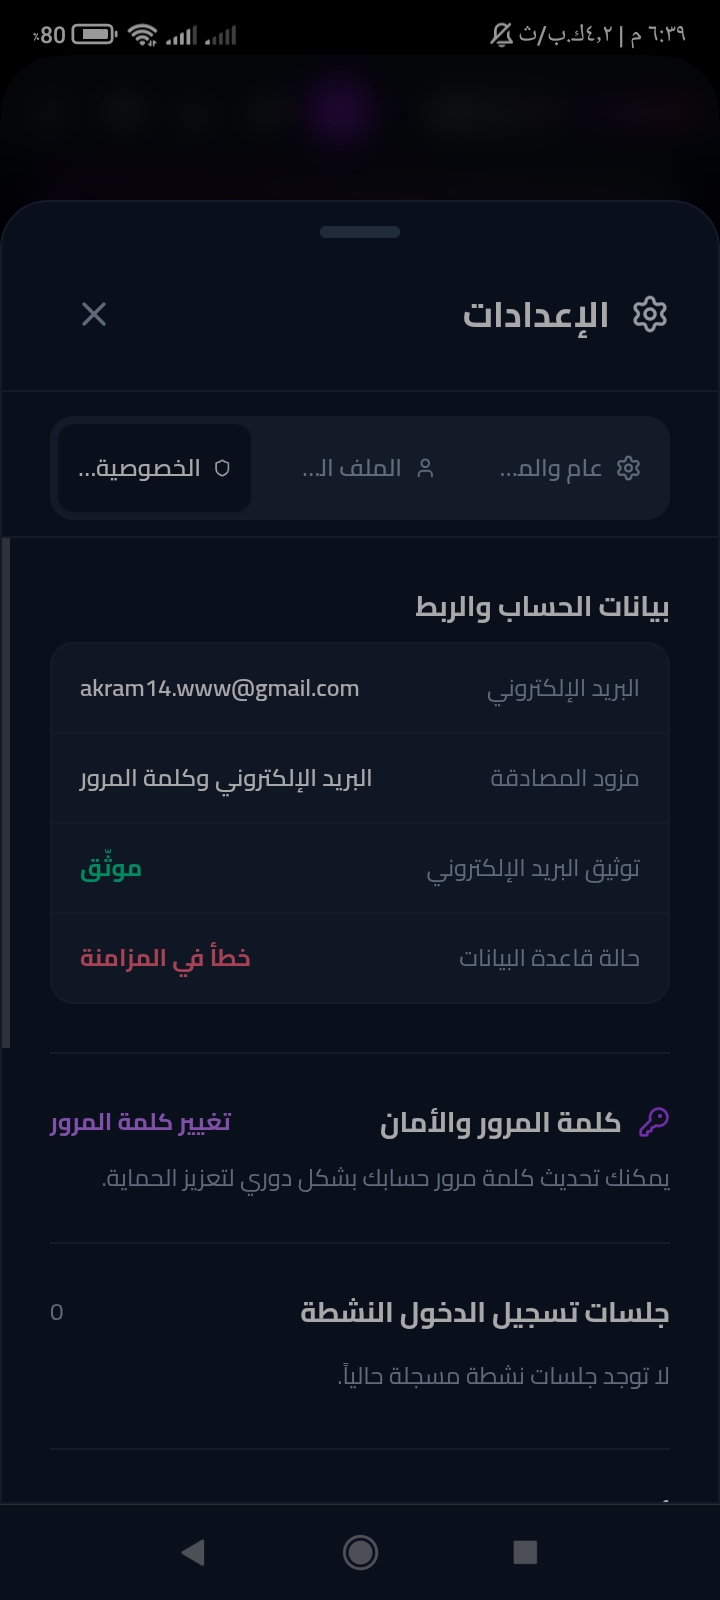 ٦:٣٩ م | ٤,٢ك.ب/ث
80%
الإعدادات
عام والم...
الملف ال...
الخصوصية...
بيانات الحساب والربط
البريد الإلكتروني akram14.www@gmail.com
مزود المصادقة البريد الإلكتروني وكلمة المرور
توثيق البريد الإلكتروني موثّق
حالة قاعدة البيانات خطأ في المزامنة
كلمة المرور والأمان تغيير كلمة المرور
يمكنك تحديث كلمة مرور حسابك بشكل دوري لتعزيز الحماية.
جلسات تسجيل الدخول النشطة 0
لا توجد جلسات نشطة مسجلة حالياً.